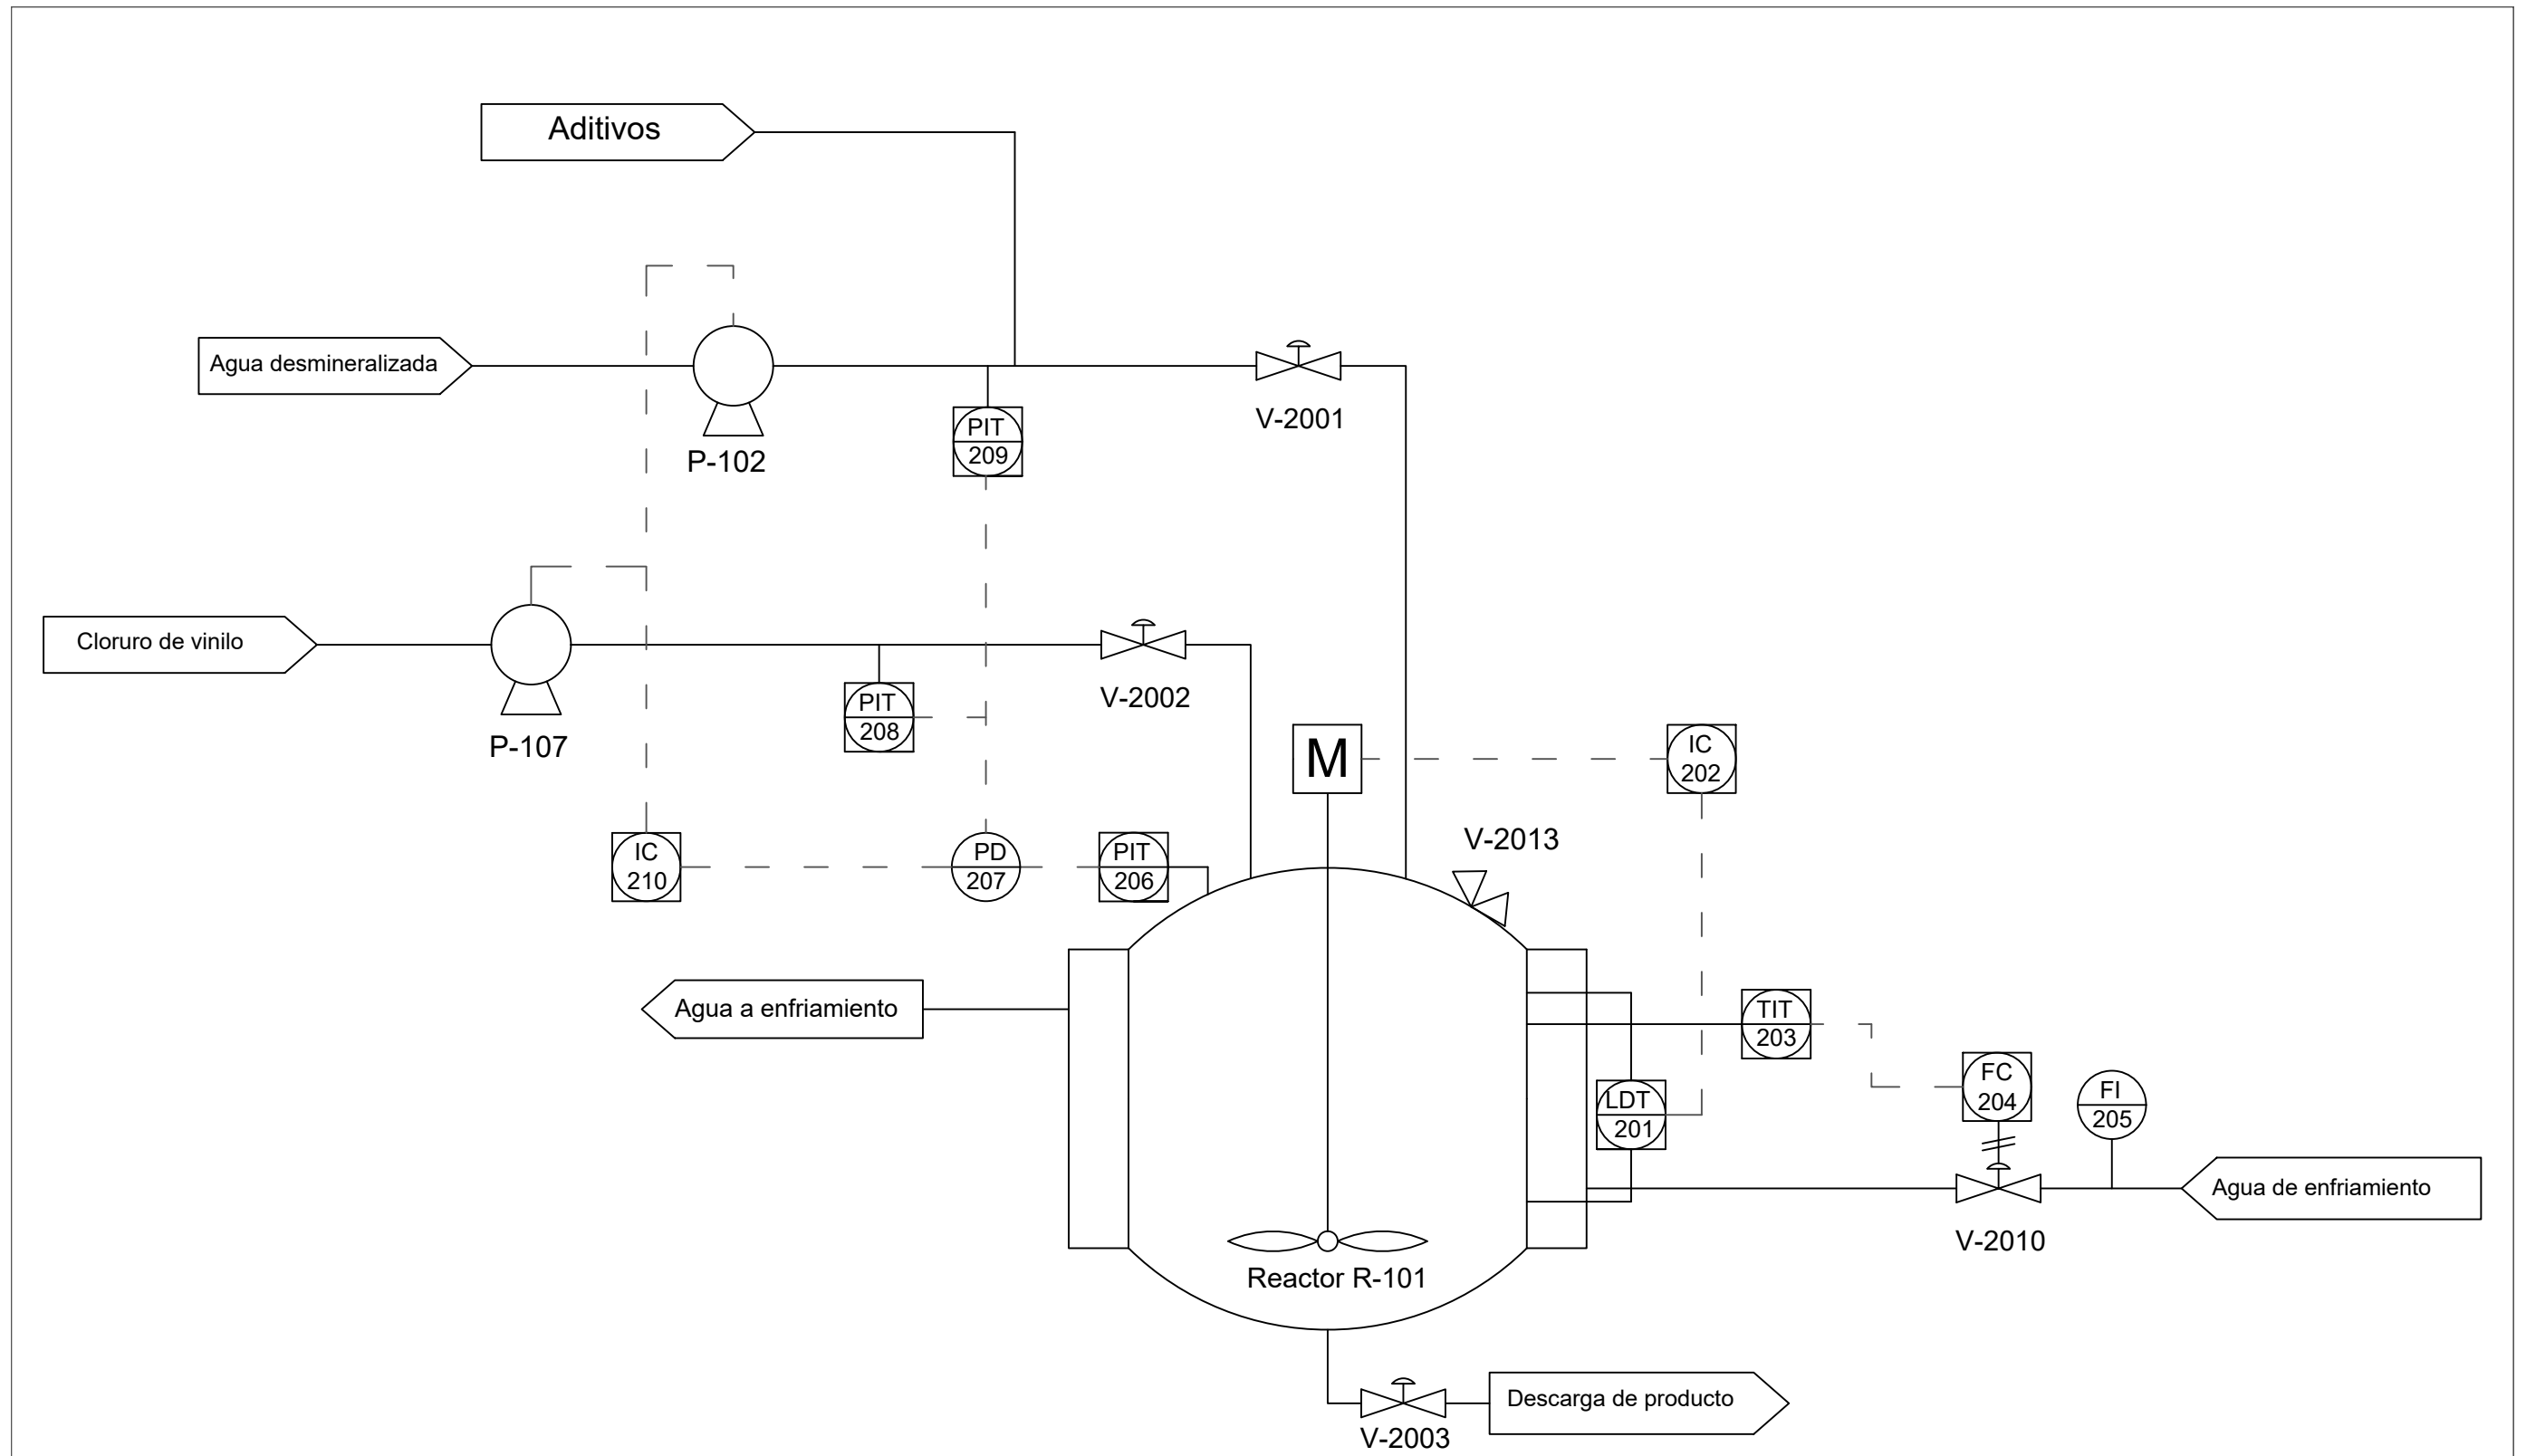 Aditivos
Agua desmineralizada
P-102
PIT
209
V-2001
Cloruro de vinilo
P-107
PIT
208
V-2002
M
IC
202
IC
210
PD
207
PIT
206
V-2013
Agua a enfriamiento
TIT
203
LDT
201
FC
204
FI
205
Agua de enfriamiento
V-2010
Reactor R-101
Descarga de producto
V-2003